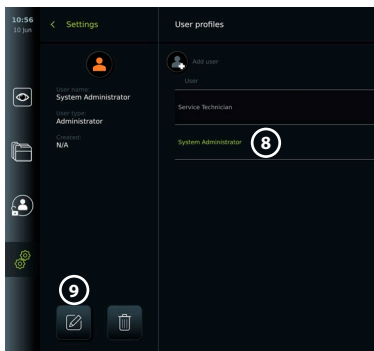 10:56
10 Jun
Settings
User profiles
Add user
User
User name:
System Administrator
User type:
Administrator
Created:
N/A
Service Technician
System Administrator
8
9